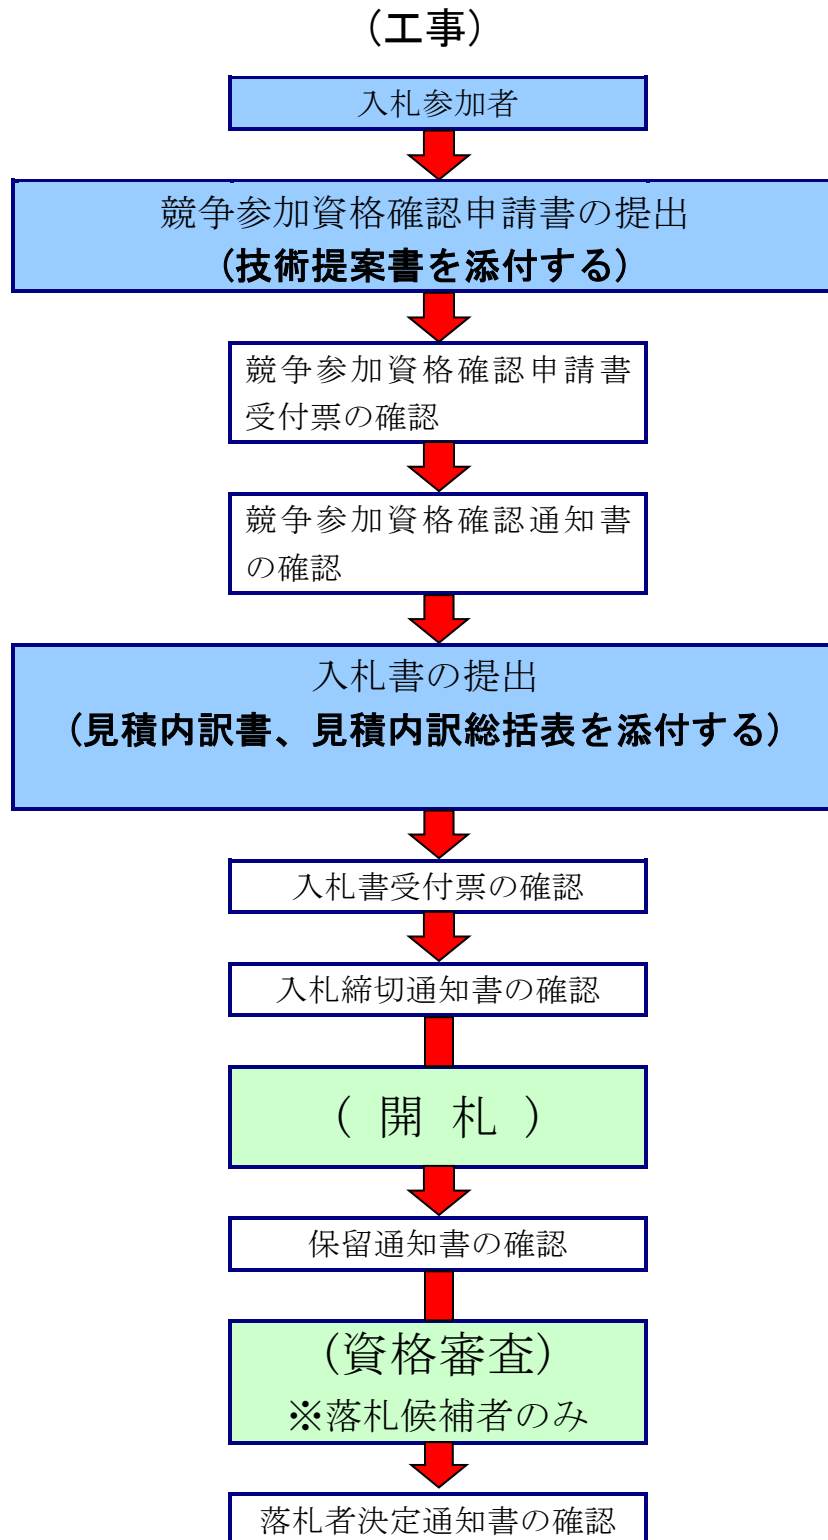 (工事)
入札参加者
競争参加資格確認申請書の提出
(技術提案書を添付する)
競争参加資格確認申請書
受付票の確認
競争参加資格確認通知書
の確認
入札書の提出
(見積内訳書、見積内訳総括表を添付する)
入札書受付票の確認
入札締切通知書の確認
( 開 札 )
保留通知書の確認
(資格審査)
※落札候補者のみ
落札者決定通知書の確認